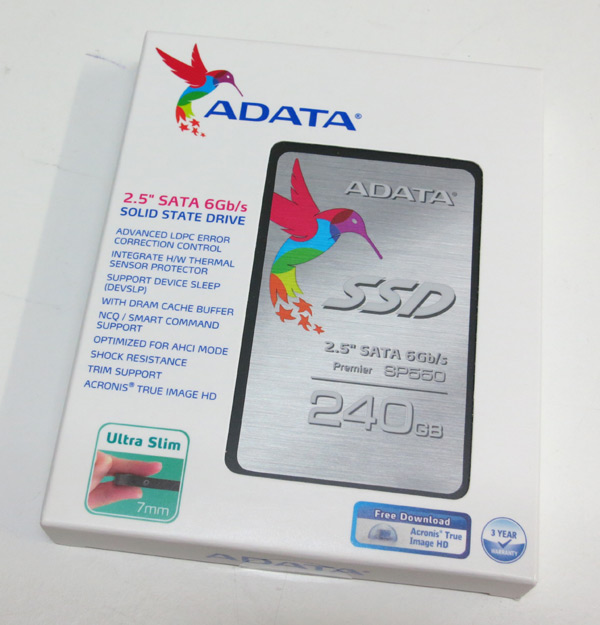 ADATA®
2.5" SATA 6Gb/s
SOLID STATE DRIVE
ADVANCED LDPC ERROR
CORRECTION CONTROL
INTEGRATE H/W THERMAL
SENSOR PROTECTOR
SUPPORT DEVICE SLEEP
(DEVSLP)
WITH DRAM CACHE BUFFER
NCQ / SMART COMMAND
SUPPORT
OPTIMIZED FOR AHCI MODE
SHOCK RESISTANCE
TRIM SUPPORT
ACRONIS® TRUE IMAGE HD
Ultra Slim
7mm
ADATA®
SSD
2.5" SATA 6Gb/s
Premier SP550
240GB
Free Download
Acronis® True
Image HD
3 YEAR
WARRANTY
ADATA®